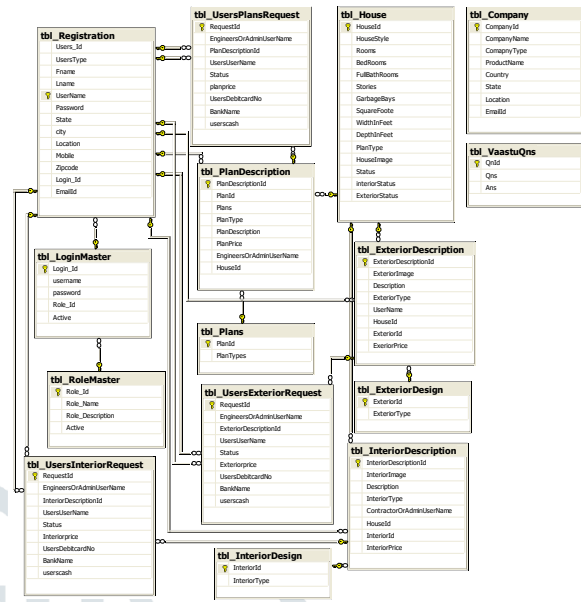 tbl_Registration
Users_Id
UsersType
Fname
Lname
UserName
Password
State
city
Location
Mobile
Zipcode
Login_Id
EmailId
tbl_UsersPlansRequest
RequestId
EngineersOrAdminUserName
PlanDescriptionId
UsersUserName
Status
planprice
UsersDebitcardNo
BankName
userscash
tbl_House
HouseId
HouseStyle
Rooms
BedRooms
FullBathRooms
Stories
GarbageBays
SquareFoote
WidthInFeet
DepthInFeet
PlanType
HouseImage
Status
interiorStatus
ExteriorStatus
tbl_Company
CompanyId
CompanyName
ComapnyType
ProductName
Country
State
Location
EmailId
tbl_VaastuQns
QnId
Qns
Ans
tbl_PlanDescription
PlanDescriptionId
PlanId
Plans
PlanType
PlanDescription
PlanPrice
EngineersOrAdminUserName
HouseId
tbl_LoginMaster
Login_Id
username
password
Role_Id
Active
tbl_ExteriorDescription
ExteriorDescriptionId
ExteriorImage
Description
ExteriorType
UserName
HouseId
ExteriorId
ExeriorPrice
tbl_Plans
PlanId
PlanTypes
tbl_RoleMaster
Role_Id
Role_Name
Role_Description
Active
tbl_UsersExteriorRequest
RequestId
EngineersOrAdminUserName
ExteriorDescriptionId
UsersUserName
Status
Exteriorprice
UsersDebitcardNo
BankName
userscash
tbl_ExteriorDesign
ExteriorId
ExteriorType
tbl_UsersInteriorRequest
RequestId
EngineersOrAdminUserName
InteriorDescriptionId
UsersUserName
Status
Interiorprice
UsersDebitcardNo
BankName
userscash
tbl_InteriorDescription
InteriorDescriptionId
InteriorImage
Description
InteriorType
ContractorOrAdminUserName
HouseId
InteriorId
InteriorPrice
tbl_InteriorDesign
InteriorId
InteriorType